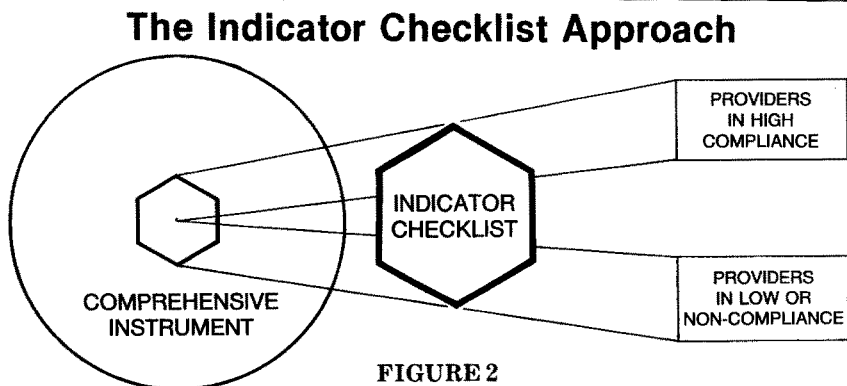 The Indicator Checklist Approach
PROVIDERS
IN HIGH
COMPLIANCE
INDICATOR
CHECKLIST
COMPREHENSIVE
INSTRUMENT
PROVIDERS
IN LOW OR
NON-COMPLIANCE
FIGURE 2